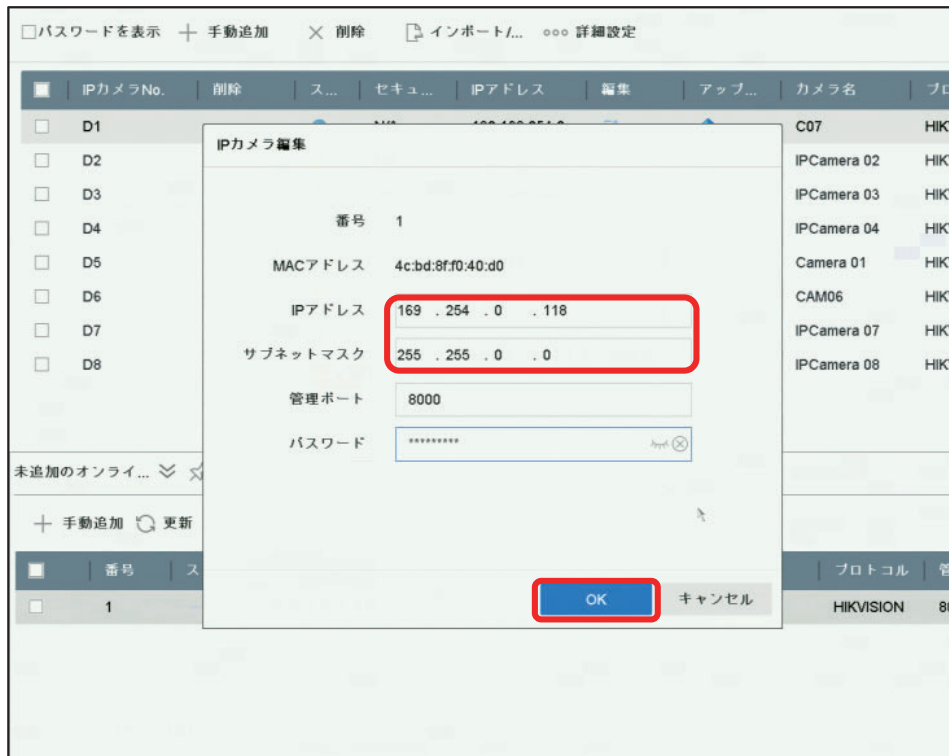 パスワードを表示 + 手動追加 × 削除 インポート/... ooo 詳細設定
IPカメラNo. 削除 ス... セキュ... IPアドレス 編集 アップ... カメラ名
D1 C07
D2 IPCamera 02
D3 IPCamera 03
D4 IPCamera 04
D5 Camera 01
D6 CAM06
D7 IPCamera 07
D8 IPCamera 08
IPカメラ編集
番号 1
MACアドレス 4c:bd:8f:f0:40:d0
IPアドレス 169 . 254 . 0 . 118
サブネットマスク 255 . 255 . 0 . 0
管理ポート 8000
パスワード *********
OK キャンセル
未追加のオンライ...
+ 手動追加 更新
番号 ス プロトコル 管
1 HIKVISION